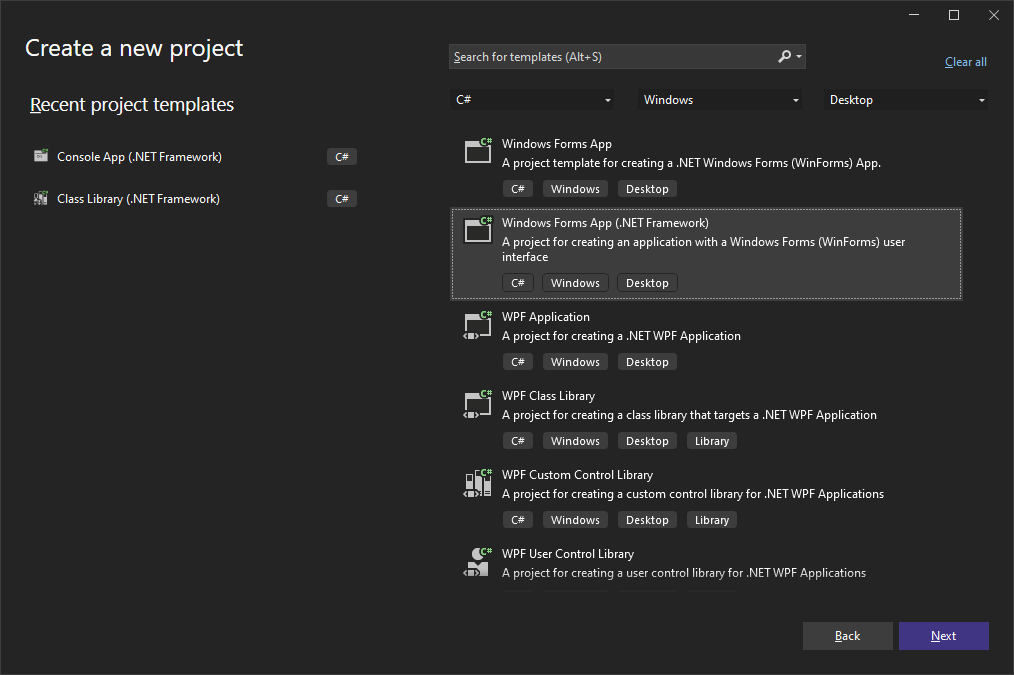 Create a new project
Search for templates (Alt+S)
Clear all
Recent project templates
C#
Windows
Desktop
Console App (.NET Framework)
C#
Class Library (.NET Framework)
C#
C#
Windows Forms App
A project template for creating a .NET Windows Forms (WinForms) App.
C# Windows Desktop
C#
Windows Forms App (.NET Framework)
A project for creating an application with a Windows Forms (WinForms) user
interface
C# Windows Desktop
C#
WPF Application
A project for creating a .NET WPF Application
C# Windows Desktop
C#
WPF Class Library
A project for creating a class library that targets a .NET WPF Application
C# Windows Desktop Library
C#
WPF Custom Control Library
A project for creating a custom control library for .NET WPF Applications
C# Windows Desktop Library
C#
WPF User Control Library
A project for creating a user control library for .NET WPF Applications
Back
Next